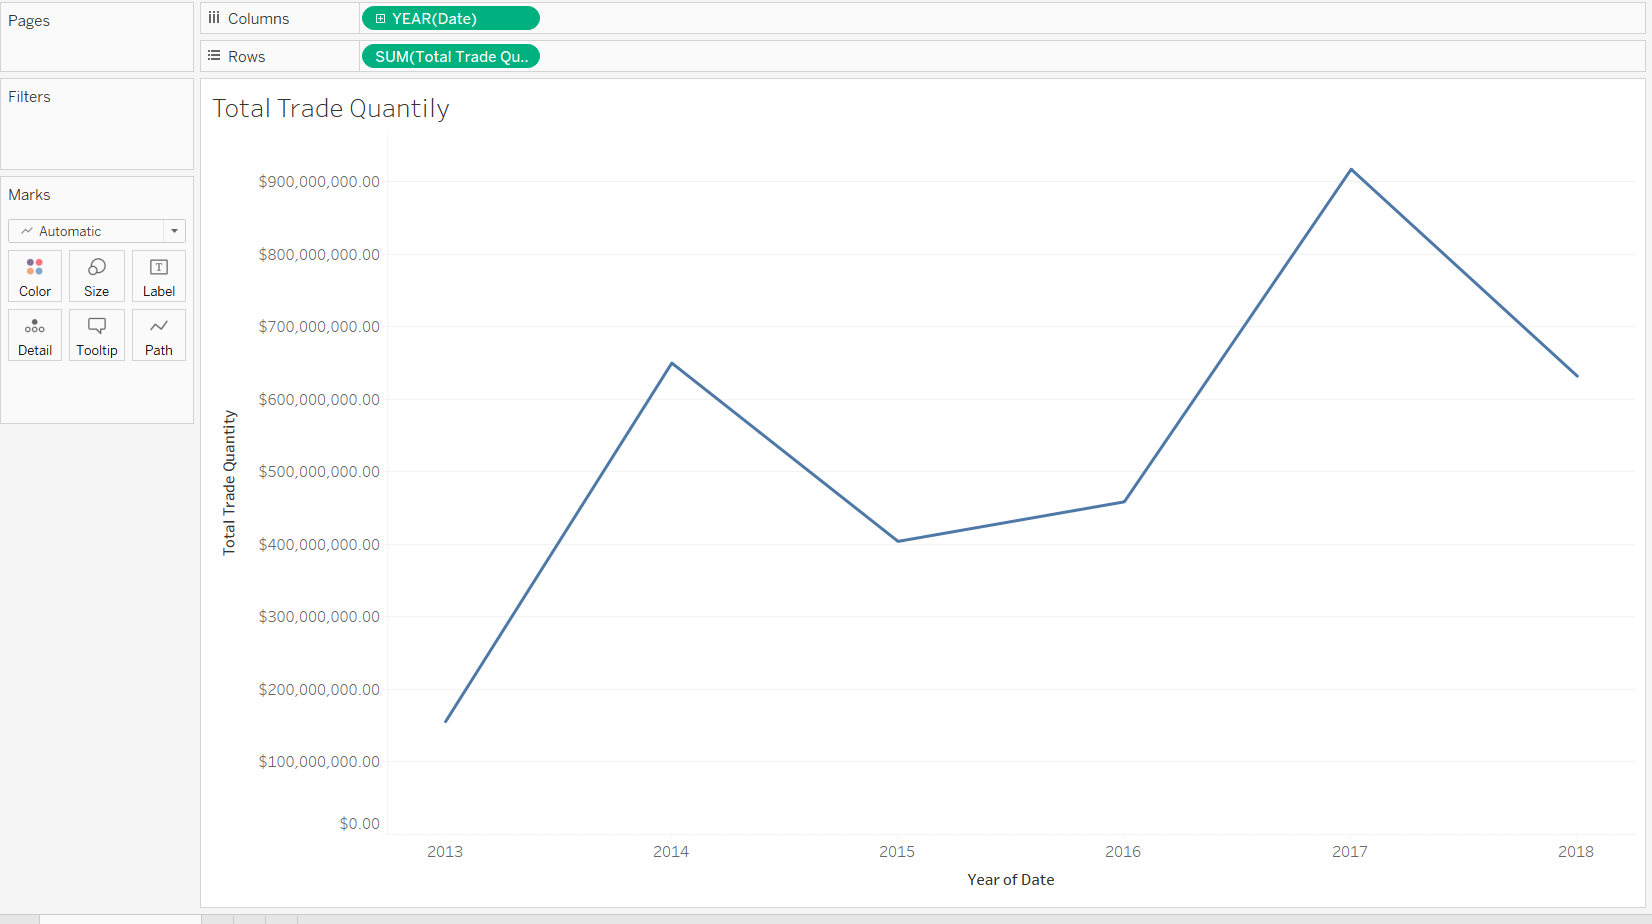 Pages
Columns
YEAR(Date)
Rows
SUM(Total Trade Qu..
Filters
Marks
Automatic
Color
Size
Label
T
Detail
Tooltip
Path
Total Trade Quantily
Total Trade Quantity
$900,000,000.00
$800,000,000.00
$700,000,000.00
$600,000,000.00
$500,000,000.00
$400,000,000.00
$300,000,000.00
$200,000,000.00
$100,000,000.00
$0.00
2013 2014 2015 2016 2017 2018
Year of Date